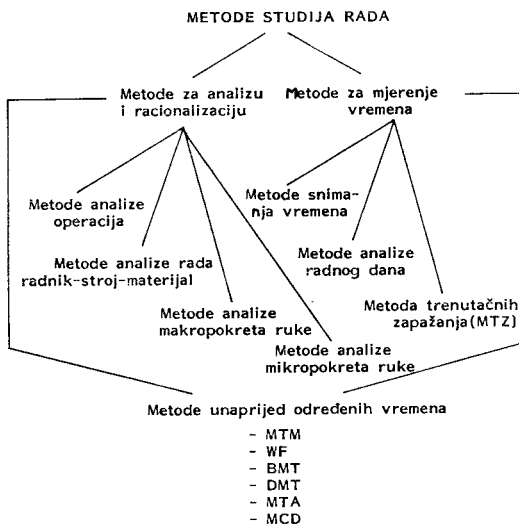 METODE STUDIJA RADA
Metode za analizu
i racionalizaciju
Metode za mjerenje
vremena
Metode analize
operacija
Metode analize rada
radnik-stroj-materijal
Metode analize
makropokreta ruke
Metode analize
mikropokreta ruke
Metode snima-
nja vremena
Metode analize
radnog dana
Metoda trenutačnih
zapažanja(MTZ)
Metode unaprijed određenih vremena
- MTM
- WF
- BMT
- DMT
- MTA
- MCD